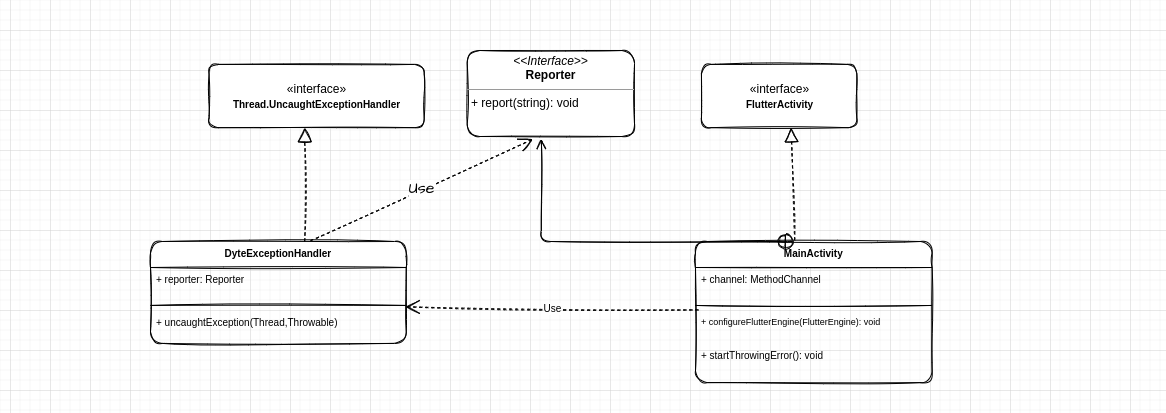 «interface»
Thread.UncaughtExceptionHandler
<<Interface>>
Reporter
+ report(string): void
«interface»
FlutterActivity
Use
DyteExceptionHandler
+ reporter: Reporter
+ uncaughtException(Thread,Throwable)
Use
MainActivity
+ channel: MethodChannel
+ configureFlutterEngine(FlutterEngine): void
+ startThrowingError(): void